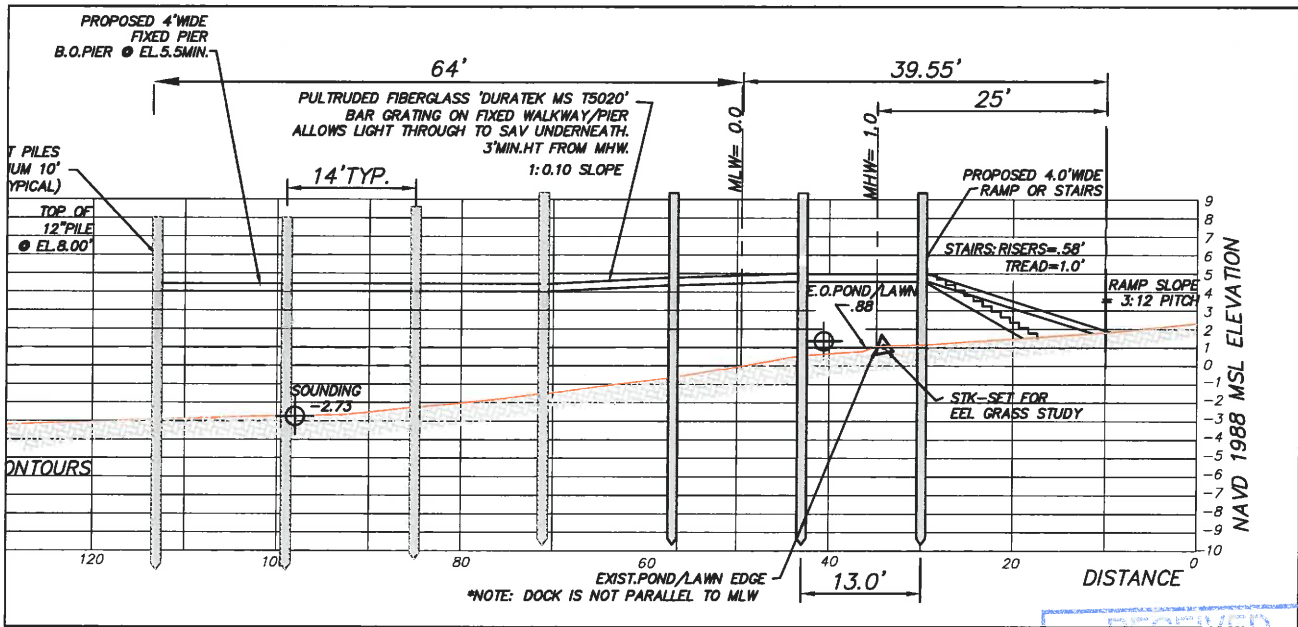 PROPOSED 4'WIDE
FIXED PIER
B.O.PIER @ EL.5.5MIN.
64'
39.55'
25'
PULTRUDED FIBERGLASS 'DURATEK MS T5020'
BAR GRATING ON FIXED WALKWAY/PIER
ALLOWS LIGHT THROUGH TO SAV UNDERNEATH.
3'MIN.HT FROM MHW.
1:0.10 SLOPE
MLW= 0.0
MHW= 1.0
T PILES
UM 10'
YPICAL)
14'TYP.
PROPOSED 4.0'WIDE
RAMP OR STAIRS
TOP OF
12"PILE
@ EL.8.00'
STAIRS: RISERS=.58'
TREAD=1.0'
RAMP SLOPE
= 3:12 PITCH
E.O.POND/LAWN
.88
SOUNDING
-2.73
STK-SET FOR
EEL GRASS STUDY
ONTOURS
9
8
7
6
5
4
3
2
1
0
-1
-2
-3
-4
-5
-6
-7
-8
-9
-10
NAVD 1988 MSL ELEVATION
120
100
80
60
40
20
0
EXIST.POND/LAWN EDGE
*NOTE: DOCK IS NOT PARALLEL TO MLW
13.0'
DISTANCE
RECEIVED